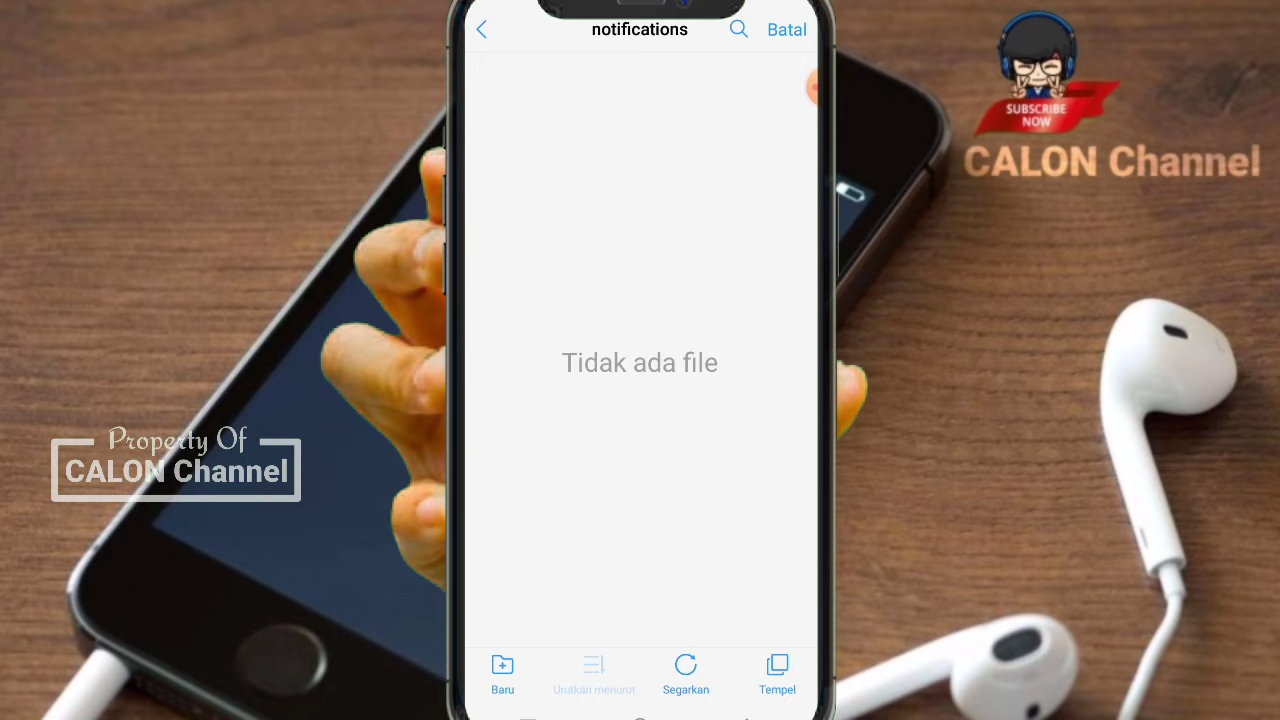 notifications
Batal
SUBSCRIBE
NOW
CALON Channel
Tidak ada file
Property Of
CALON Channel
Baru
Urutkan menurut
Segarkan
Tempel